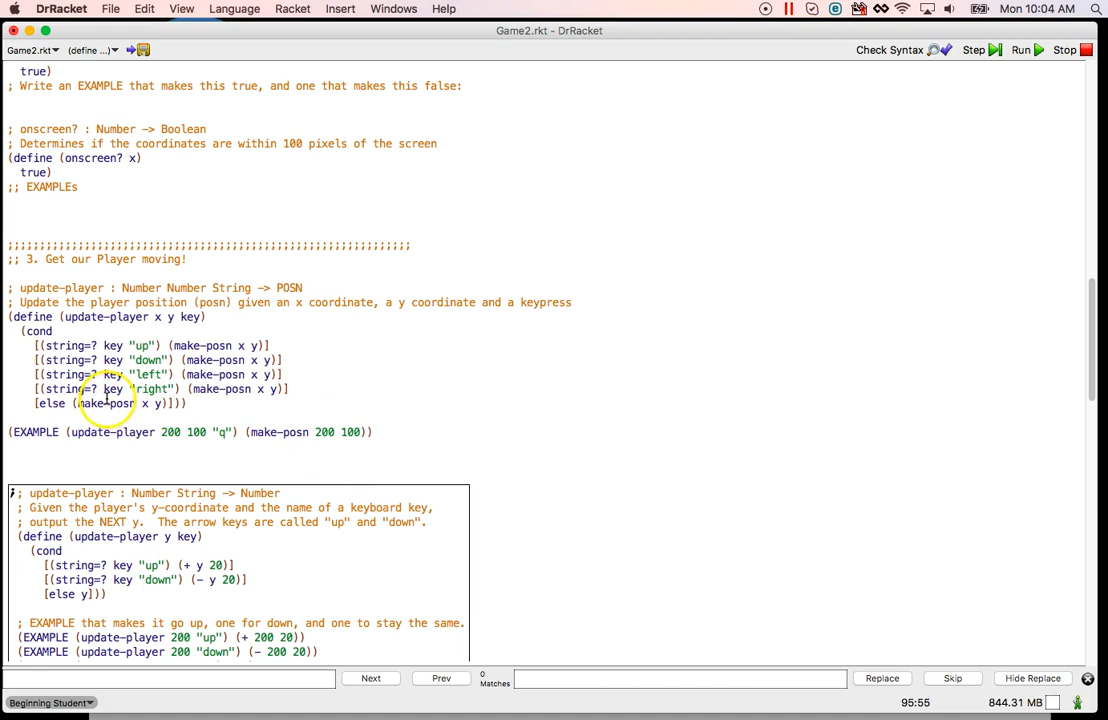 DrRacket File Edit View Language Racket Insert Windows Help Mon 10:04 AM
Game2.rkt - DrRacket
Game2.rkt (define ...) Check Syntax Step Run Stop
true)
; Write an EXAMPLE that makes this true, and one that makes this false:
; onscreen? : Number -> Boolean
; Determines if the coordinates are within 100 pixels of the screen
(define (onscreen? x)
true)
;; EXAMPLEs
;;;;;;;;;;;;;;;;;;;;;;;;;;;;;;;;;;;;;;;;;;;;;;;;;;;;;;;;;;;;;;;
;; 3. Get our Player moving!
; update-player : Number Number String -> POSN
; Update the player position (posn) given an x coordinate, a y coordinate and a keypress
(define (update-player x y key)
(cond
[(string=? key "up") (make-posn x y)]
[(string=? key "down") (make-posn x y)]
[(string=? key "left") (make-posn x y)]
[(string=? key "right") (make-posn x y)]
[else (make-posn x y)]))
(EXAMPLE (update-player 200 100 "q") (make-posn 200 100))
;; update-player : Number String -> Number
; Given the player's y-coordinate and the name of a keyboard key,
; output the NEXT y. The arrow keys are called "up" and "down".
(define (update-player y key)
(cond
[(string=? key "up") (+ y 20)]
[(string=? key "down") (- y 20)]
[else y]))
; EXAMPLE that makes it go up, one for down, and one to stay the same.
(EXAMPLE (update-player 200 "up") (+ 200 20))
(EXAMPLE (update-player 200 "down") (- 200 20))
Next Prev 0 Matches Replace Skip Hide Replace
Beginning Student 95:55 844.31 MB